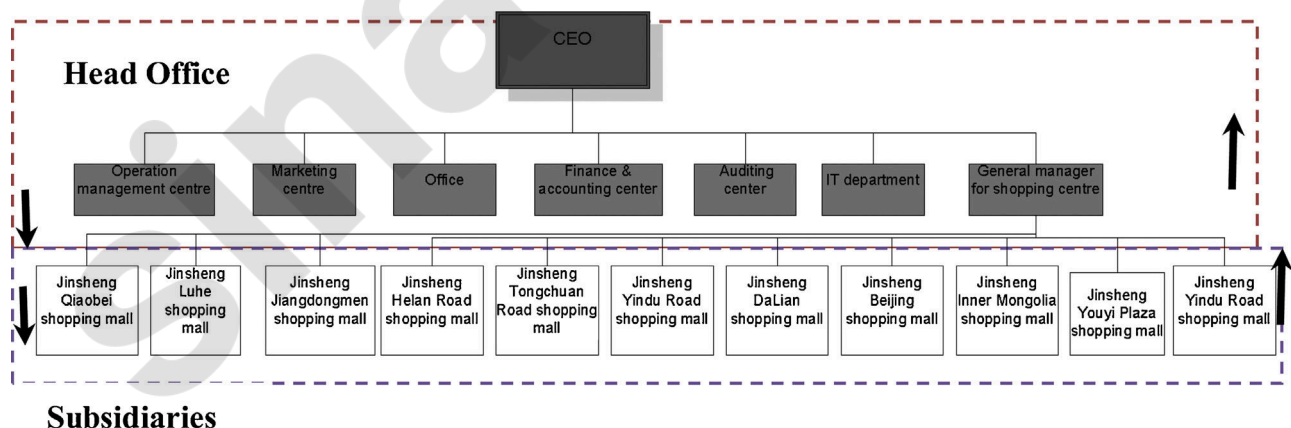 CEO
Head Office
Operation
management centre
Marketing
centre
Office
Finance &
accounting center
Auditing
center
IT department
General manager
for shopping centre
Jinsheng
Qiaobei
shopping mall
Jinsheng
Luhe
shopping
mall
Jinsheng
Jiangdongmen
shopping mall
Jinsheng
Helan Road
shopping mall
Jinsheng
Tongchuan
Road shopping
mall
Jinsheng
Yindu Road
shopping mall
Jinsheng
DaLian
shopping mall
Jinsheng
Beijing
shopping mall
Jinsheng
Inner Mongolia
shopping mall
Jinsheng
Youyi Plaza
shopping mall
Jinsheng
Yindu Road
shopping mall
Subsidiaries